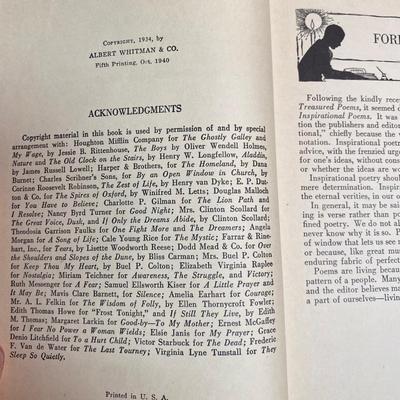 COPYRIGHT, 1934, by
ALBERT WHITMAN & CO.
Fifth Printing, Oct. 1940
ACKNOWLEDGMENTS
Copyright material in this book is used by permission of and by special
arrangement with: Houghton Mifflin Company for The Ghostly Galley and
My Wage, by Jessie B. Rittenhouse, The Boys by Oliver Wendell Holmes,
Nature and The Old Clock on the Stairs, by Henry W. Longfellow, Aladdin,
by James Russell Lowell; Harper & Brothers, for The Homeland, by Dana
Burnet; Charles Scribner's Sons, for By an Open Window in Church, by
Corinne Roosevelt Robinson, The Zest of Life, by Henry van Dyke; E. P. Dut-
ton & Co. for The Spires of Oxford, by Winifred M. Letts; Douglas Malloch
for You Have to Believe; Charlotte P. Gilman for The Lion Path and
I Resolve; Nancy Byrd Turner for Good Night; Mrs. Clinton Scollard for
The Great Voice, Dush, and If Only the Dreams Abide, by Clinton Scollard;
Theodosia Garrison Faulks for One Fight More and The Dreamers; Angela
Morgan for A Song of Life; Cale Young Rice for The Mystic; Farrar & Rine-
hart, Inc., for Tears, by Lizette Woodworth Reese; Dodd Mead & Co. for Over
the Shoulders and Slopes of the Dune, by Bliss Carman; Mrs. Buel P. Colton
for Keep Thou My Heart, by Buel P. Colton; Elizabeth Virginia Raplee
for Nostalgia; Miriam Teichner for Awareness, The Struggle, and Victory;
Ruth Messenger for A Fear; Samuel Ellsworth Kiser for A Little Prayer and
It May Be; Mavis Clare Barnett, for Silence; Amelia Earhart for Courage;
Mr. A. L. Felkin for The Wisdom of Folly, by Ellen Thorneycroft Fowler;
Edith Thomas Howe for "Frost Tonight," and If Still They Live, by Edith
M. Thomas; Margaret Larkin for Good-by—To My Mother; Ernest McGaffey
for I Fear No Power a Woman Wields; Elsie Janis for My Prayer; Grace
Denio Litchfield for To a Hurt Child; Victor Starbuck for The Dead; Frederic
F. Van de Water for The Last Tourney; Virginia Lyne Tunstall for They
Sleep So Quietly.
Printed in U. S. A.
FOR
Following the kindly rece
Treasured Poems, it seemed d
Inspirational Poems. It was
the publishers and editor
tional," chiefly because
notation. Inspirational poetry
advice, with the frenzied urge
for one's ideas, without conce
or whether the ideas are wo
Inspirational poetry should
mere determination. Inspirat
the eternal verities, in our
In general, it may be said
ing is verse rather than po
fined poetry. We do not al
never know why it is so. P
of window that lets us see
or because, like great mus
enduring fabric of perfect
Poems are living because
pattern of a people. Many
and the editor believes ma
a part of ourselves—living